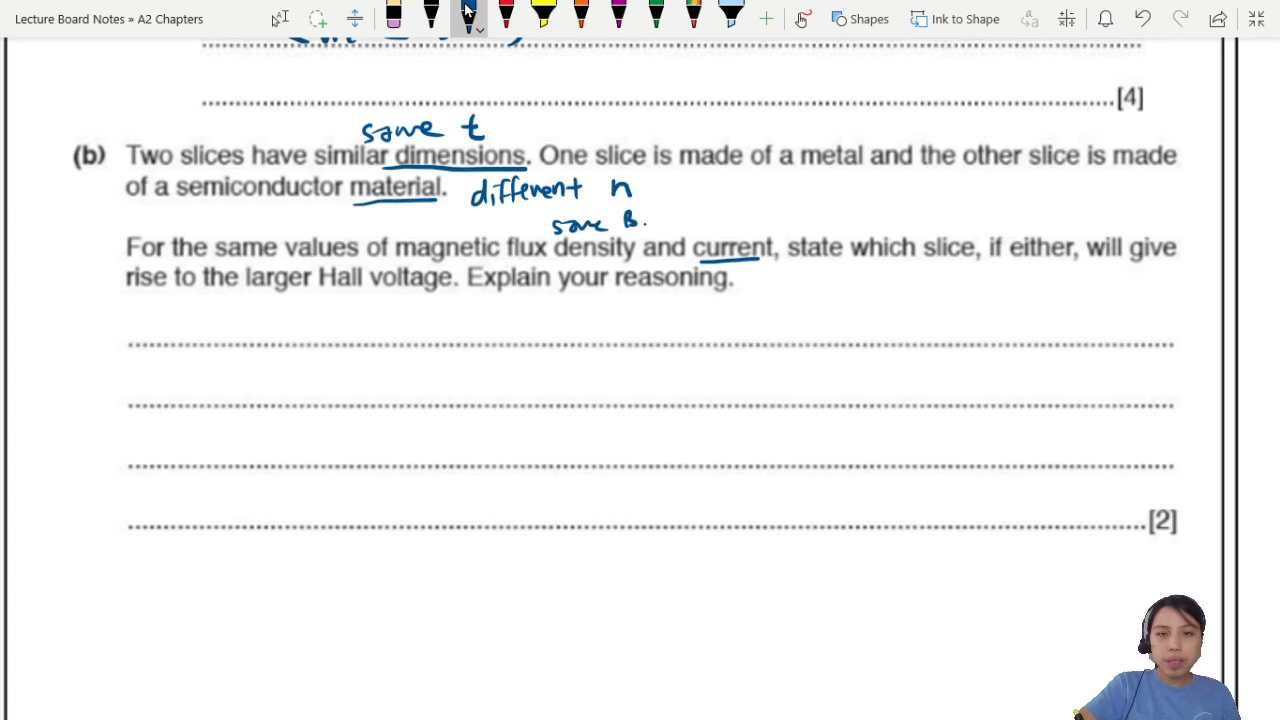 Lecture Board Notes » A2 Chapters
Shapes
Ink to Shape
[4]
same t
(b) Two slices have similar dimensions. One slice is made of a metal and the other slice is made
of a semiconductor material. different n
same B.
For the same values of magnetic flux density and current, state which slice, if either, will give
rise to the larger Hall voltage. Explain your reasoning.
[2]